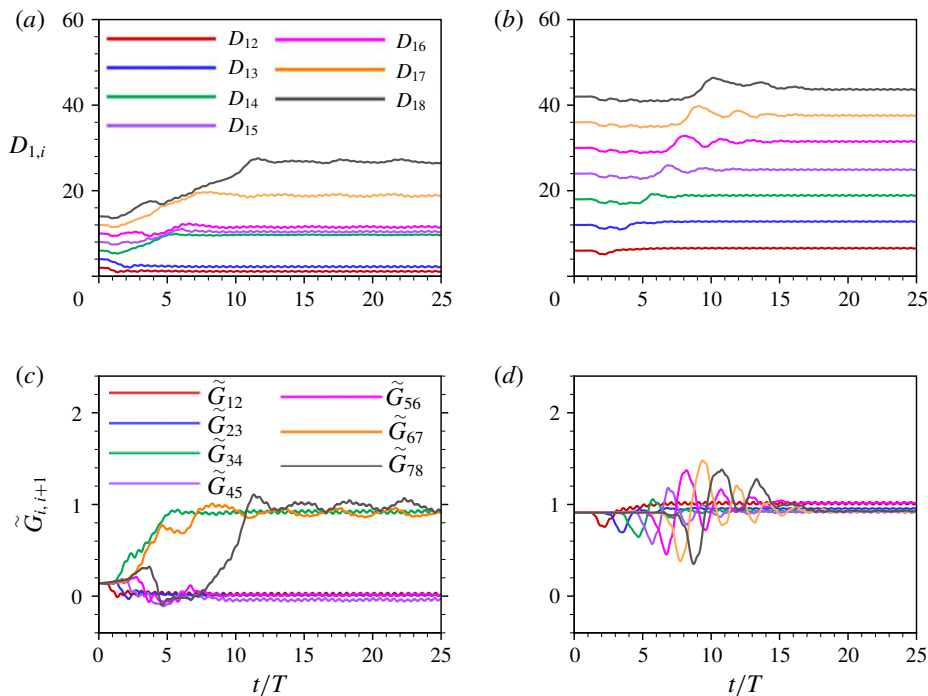 (a)
(b)
60
40
20
0
D12
D13
D14
D15
D16
D17
D18
D1,i
0 5 10 15 20 25
60
40
20
0
0 5 10 15 20 25
(c)
(d)
2
1
0
G̃12
G̃23
G̃34
G̃45
G̃56
G̃67
G̃78
G̃i,i+1
0 5 10 15 20 25
t/T
2
1
0
0 5 10 15 20 25
t/T